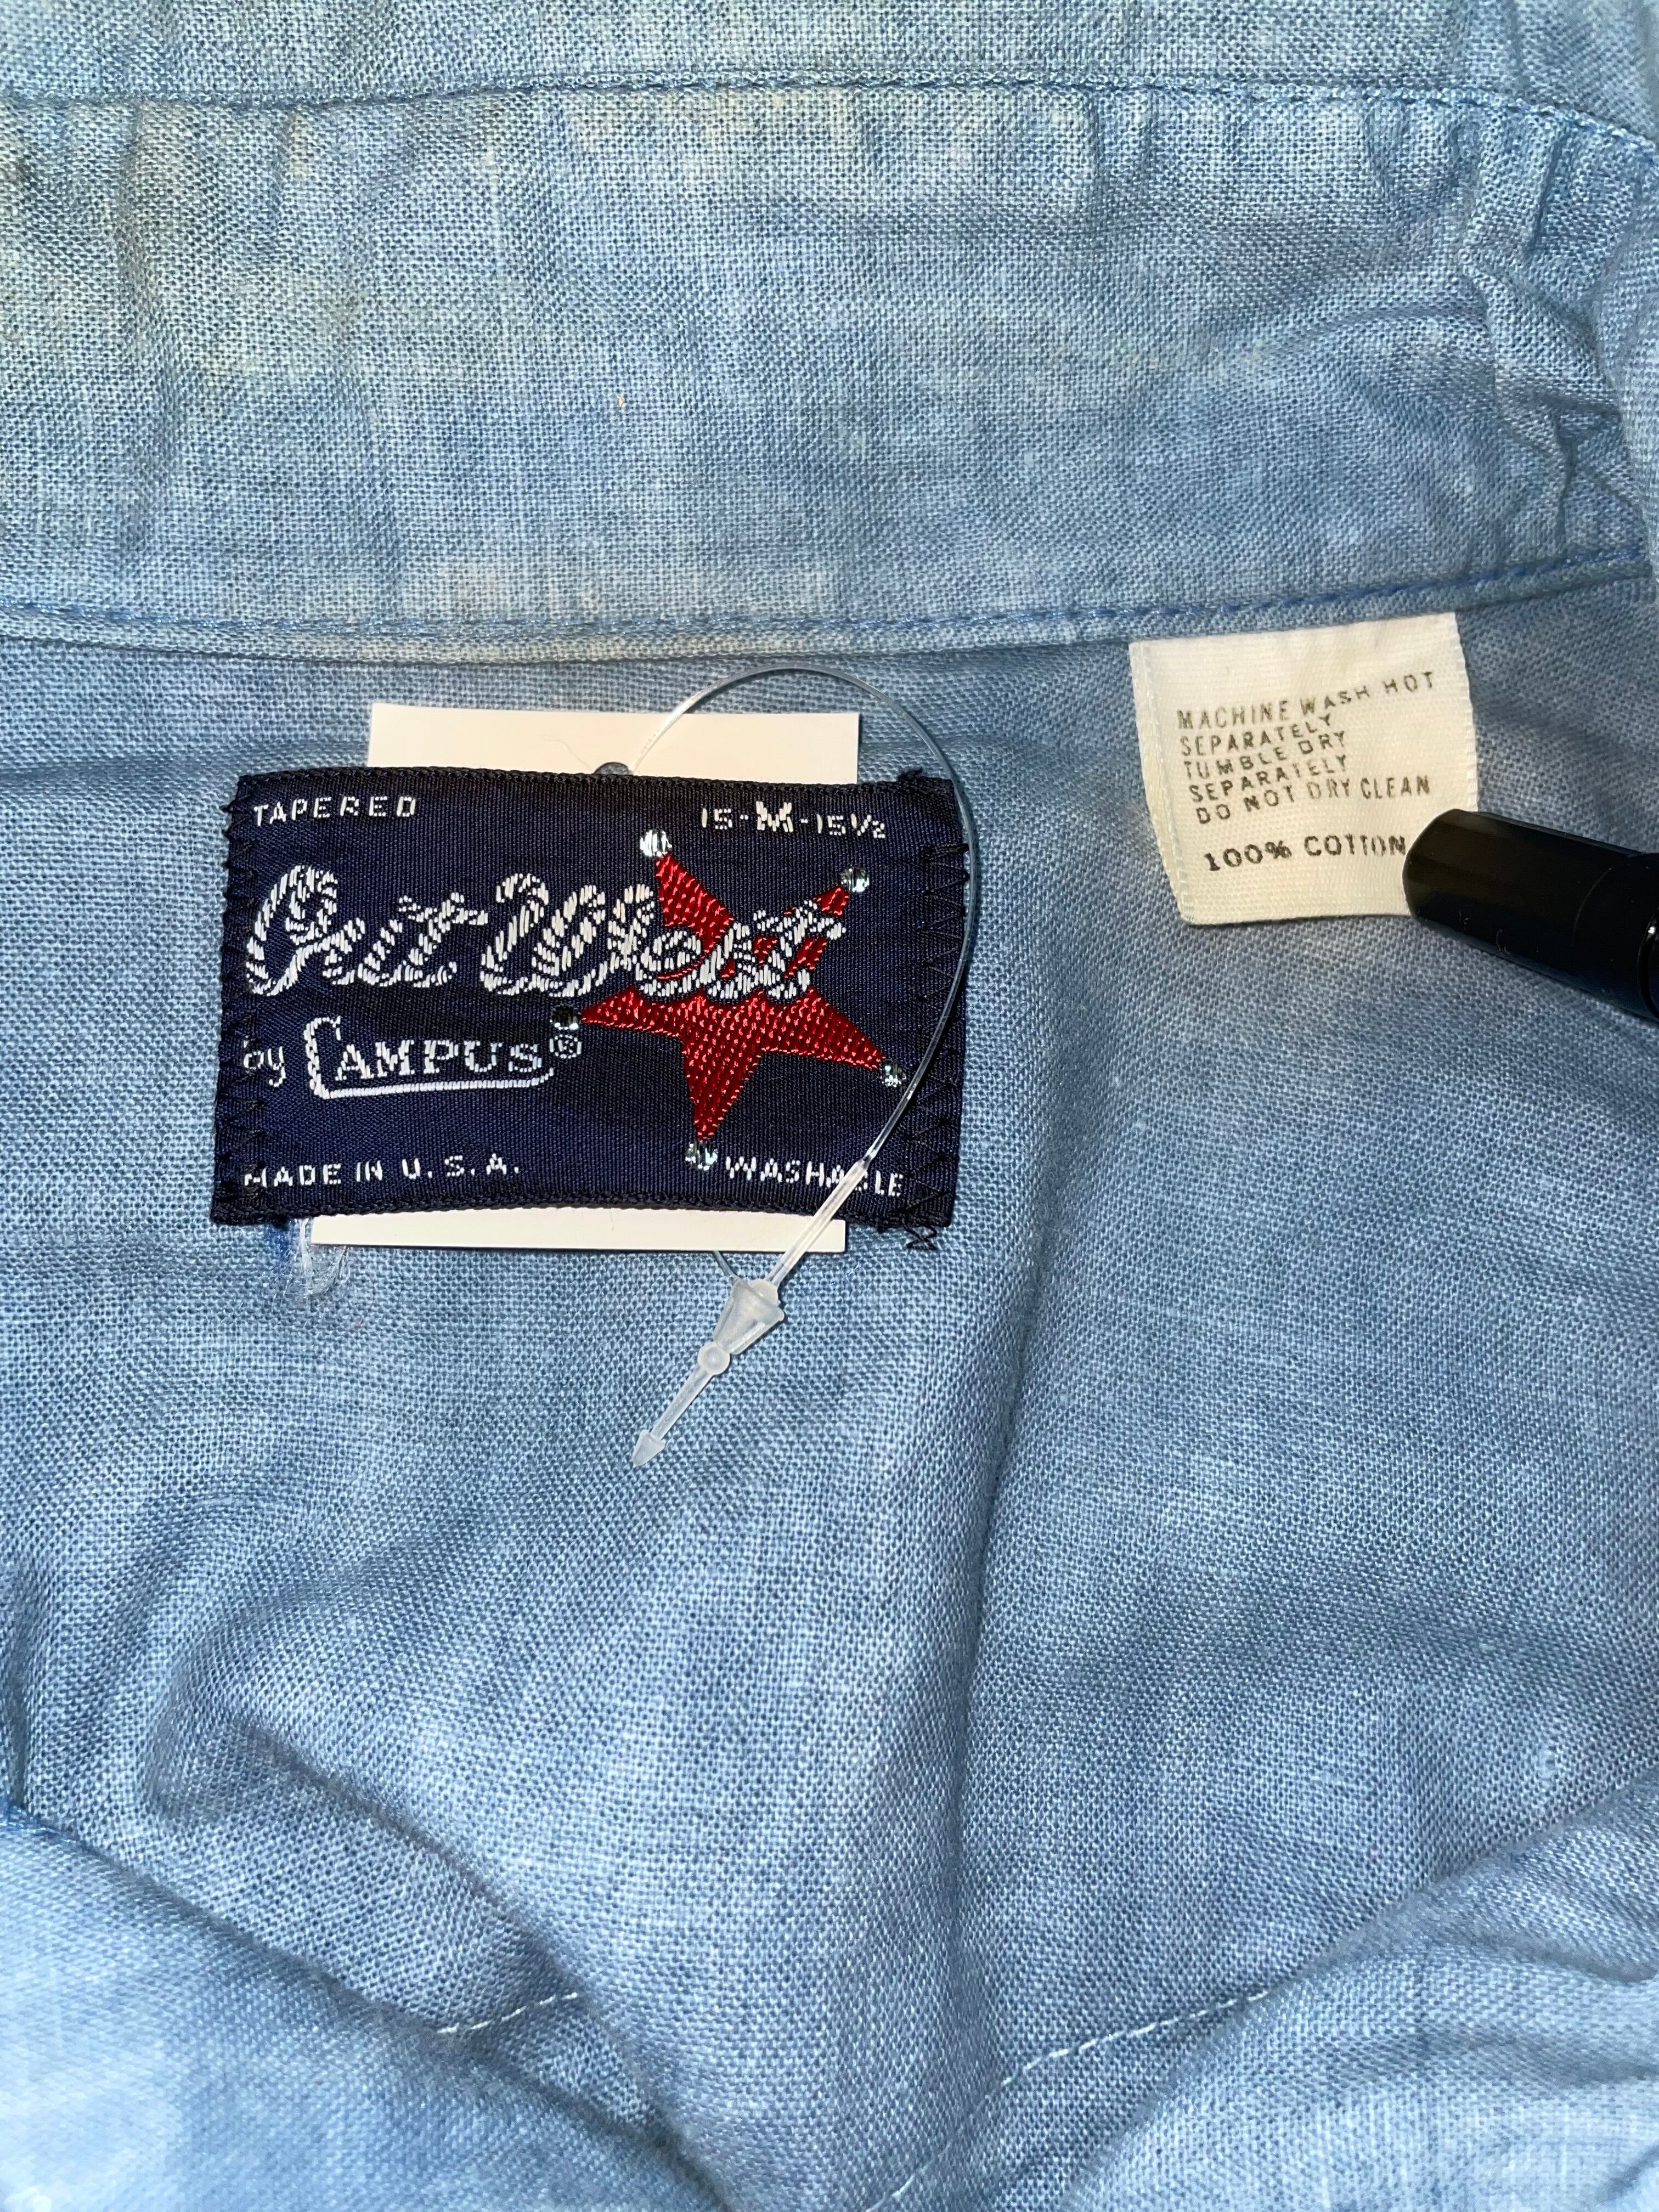 TAPERED 15-M-15½
Out West
by CAMPUS®
MADE IN U.S.A. WASHABLE
MACHINE WASH HOT
SEPARATELY
TUMBLE DRY
SEPARATELY
DO NOT DRY CLEAN
100% COTTON